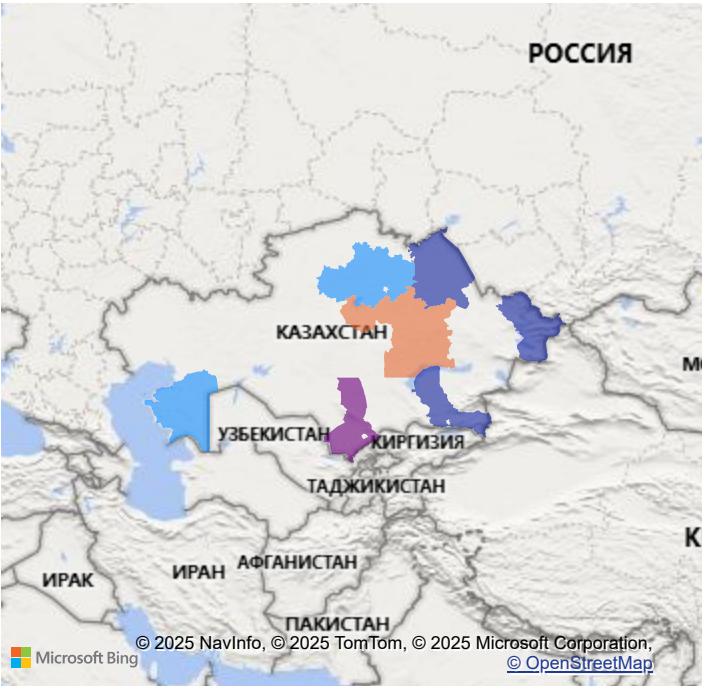 РОССИЯ
КАЗАХСТАН
УЗБЕКИСТАН
КИРГИЗИЯ
ТАДЖИКИСТАН
АФГАНИСТАН
ИРАК
ИРАН
ПАКИСТАН
© 2025 NavInfo, © 2025 TomTom, © 2025 Microsoft Corporation,
Microsoft Bing
© OpenStreetMap